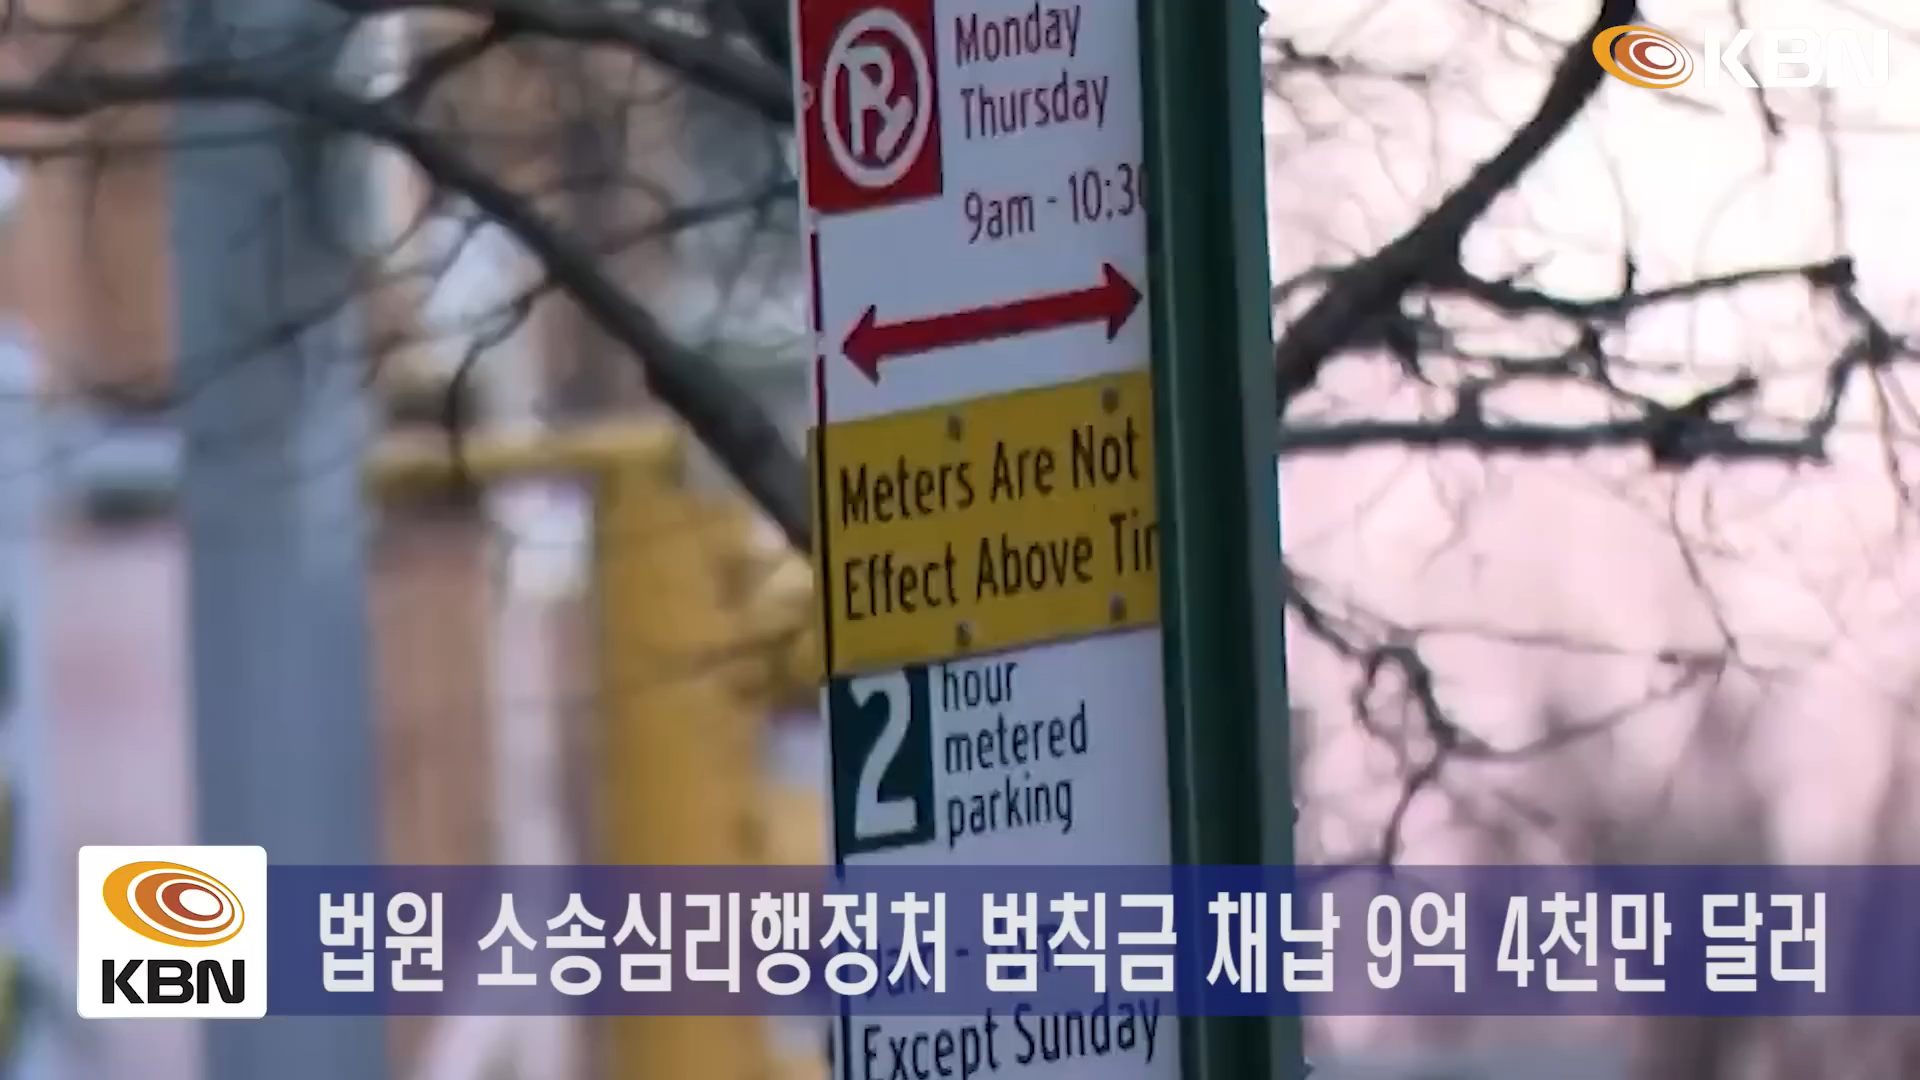 KBN
Monday
Thursday
9am - 10:30
Meters Are Not
Effect Above
2 hour
metered
parking
KBN
법원 소송심리행정처 범칙금 채납 9억 4천만 달러
Except Sunday